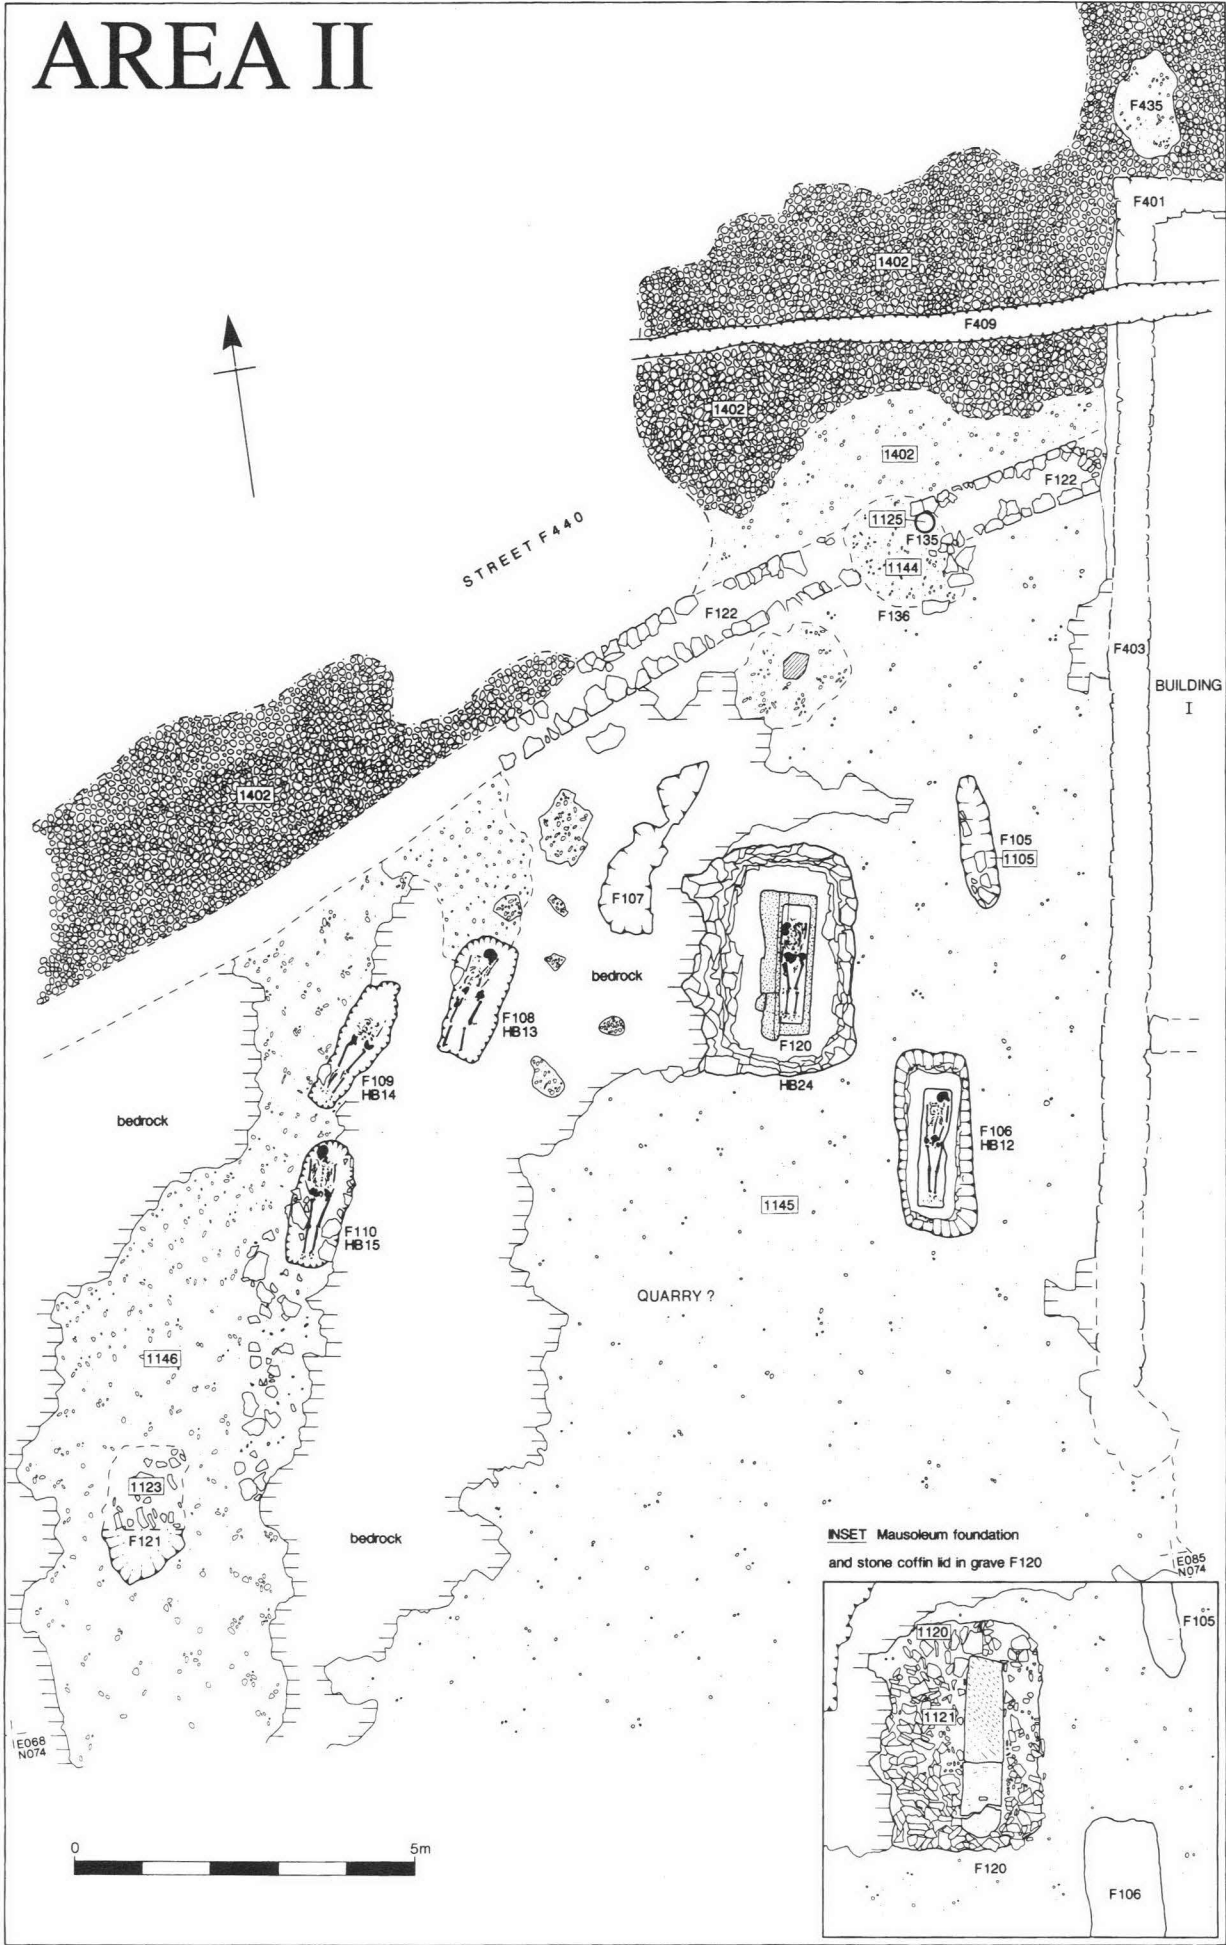 AREA II
F435
F401
1402
F409
1402
1402
F122
1125
F135
STREET F440
1144
F122
F136
F403
BUILDING
I
1402
F105
1105
F107
bedrock
F108
HB13
F120
HB24
F109
HB14
bedrock
F106
HB12
1145
F110
HB15
QUARRY ?
1146
1123
F121
bedrock
INSET Mausoleum foundation
and stone coffin lid in grave F120
E085
N074
F105
1120
1121
E068
N074
0
5m
F120
F106